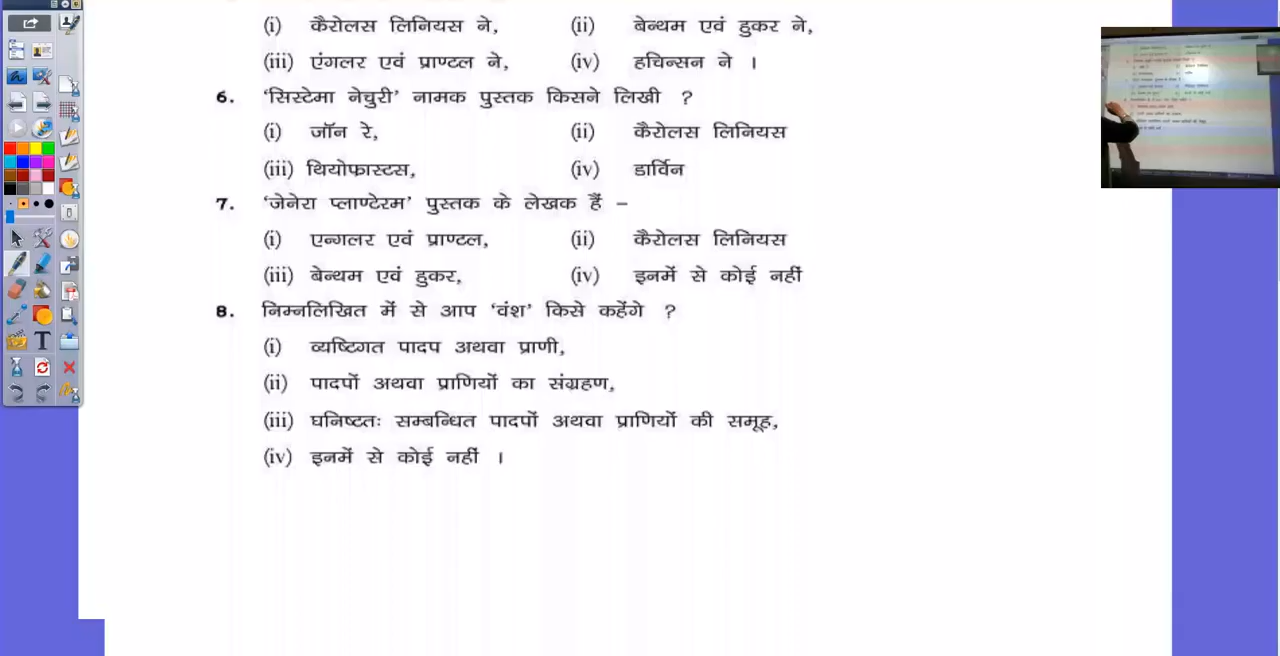 (i) कैरोलस लिनियस ने, (ii) बेन्थम एवं हुकर ने,
(iii) एंगलर एवं प्राण्टल ने, (iv) हचिन्सन ने ।
6. ‘सिस्टेमा नेचुरी’ नामक पुस्तक किसने लिखी ?
(i) जॉन रे, (ii) कैरोलस लिनियस
(iii) थियोफ्रास्टस, (iv) डार्विन
7. ‘जेनेरा प्लाण्टेरम’ पुस्तक के लेखक हैं –
(i) एन्गलर एवं प्राण्टल, (ii) कैरोलस लिनियस
(iii) बेन्थम एवं हुकर, (iv) इनमें से कोई नहीं
8. निम्नलिखित में से आप ‘वंश’ किसे कहेंगे ?
(i) व्यष्टिगत पादप अथवा प्राणी,
(ii) पादपों अथवा प्राणियों का संग्रहण,
(iii) घनिष्टतः सम्बन्धित पादपों अथवा प्राणियों की समूह,
(iv) इनमें से कोई नहीं ।